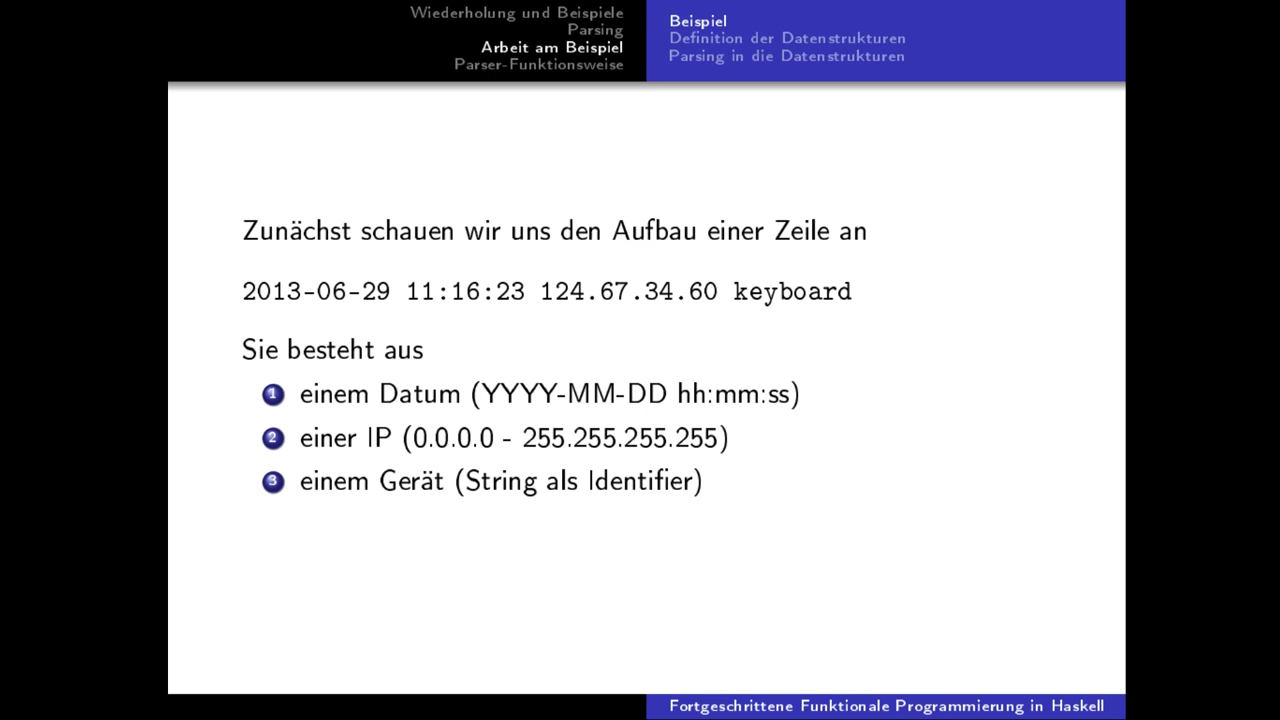 Wiederholung und Beispiele
Parsing
Arbeit am Beispiel
Parser-Funktionsweise
Beispiel
Definition der Datenstrukturen
Parsing in die Datenstrukturen
Zunächst schauen wir uns den Aufbau einer Zeile an
2013-06-29 11:16:23 124.67.34.60 keyboard
Sie besteht aus
1 einem Datum (YYYY-MM-DD hh:mm:ss)
2 einer IP (0.0.0.0 - 255.255.255.255)
3 einem Gerät (String als Identifier)
Fortgeschrittene Funktionale Programmierung in Haskell